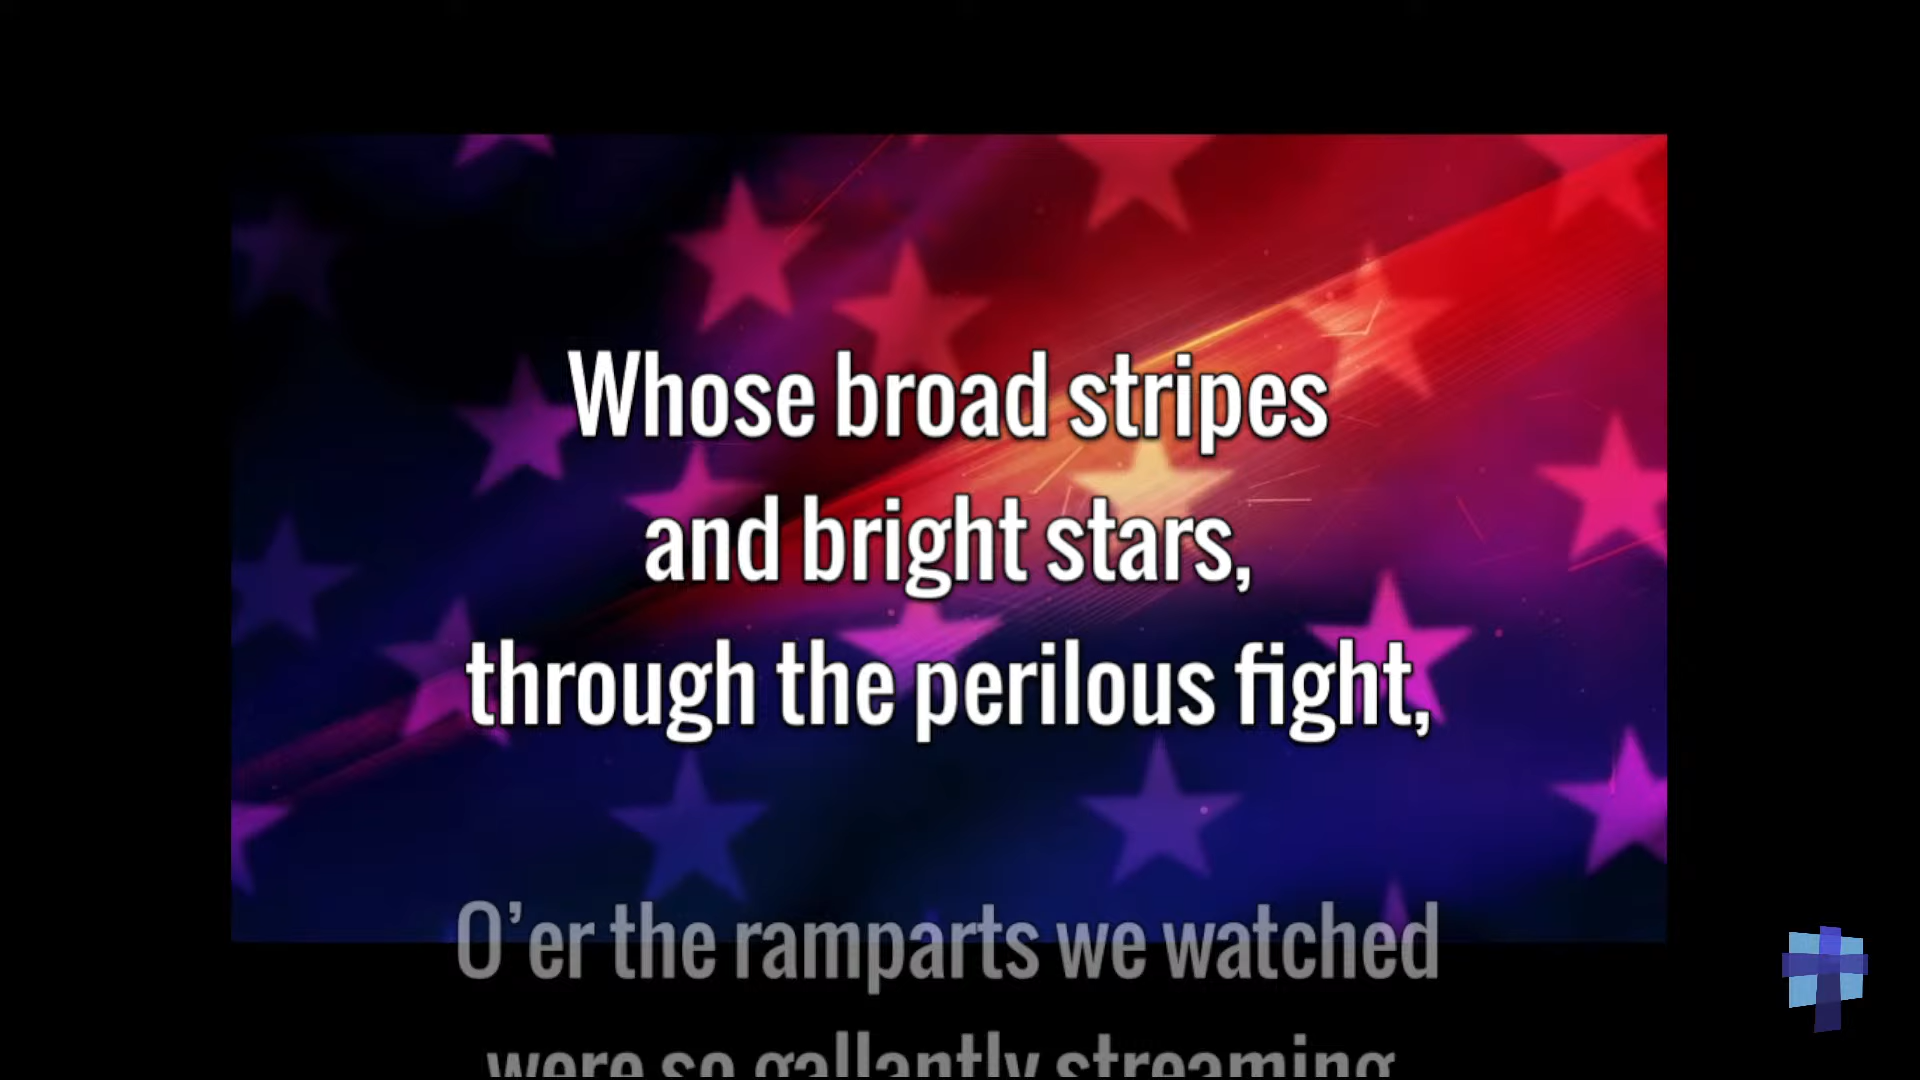 Whose broad stripes
and bright stars,
through the perilous fight,
O’er the ramparts we watched
were so gallantly streaming